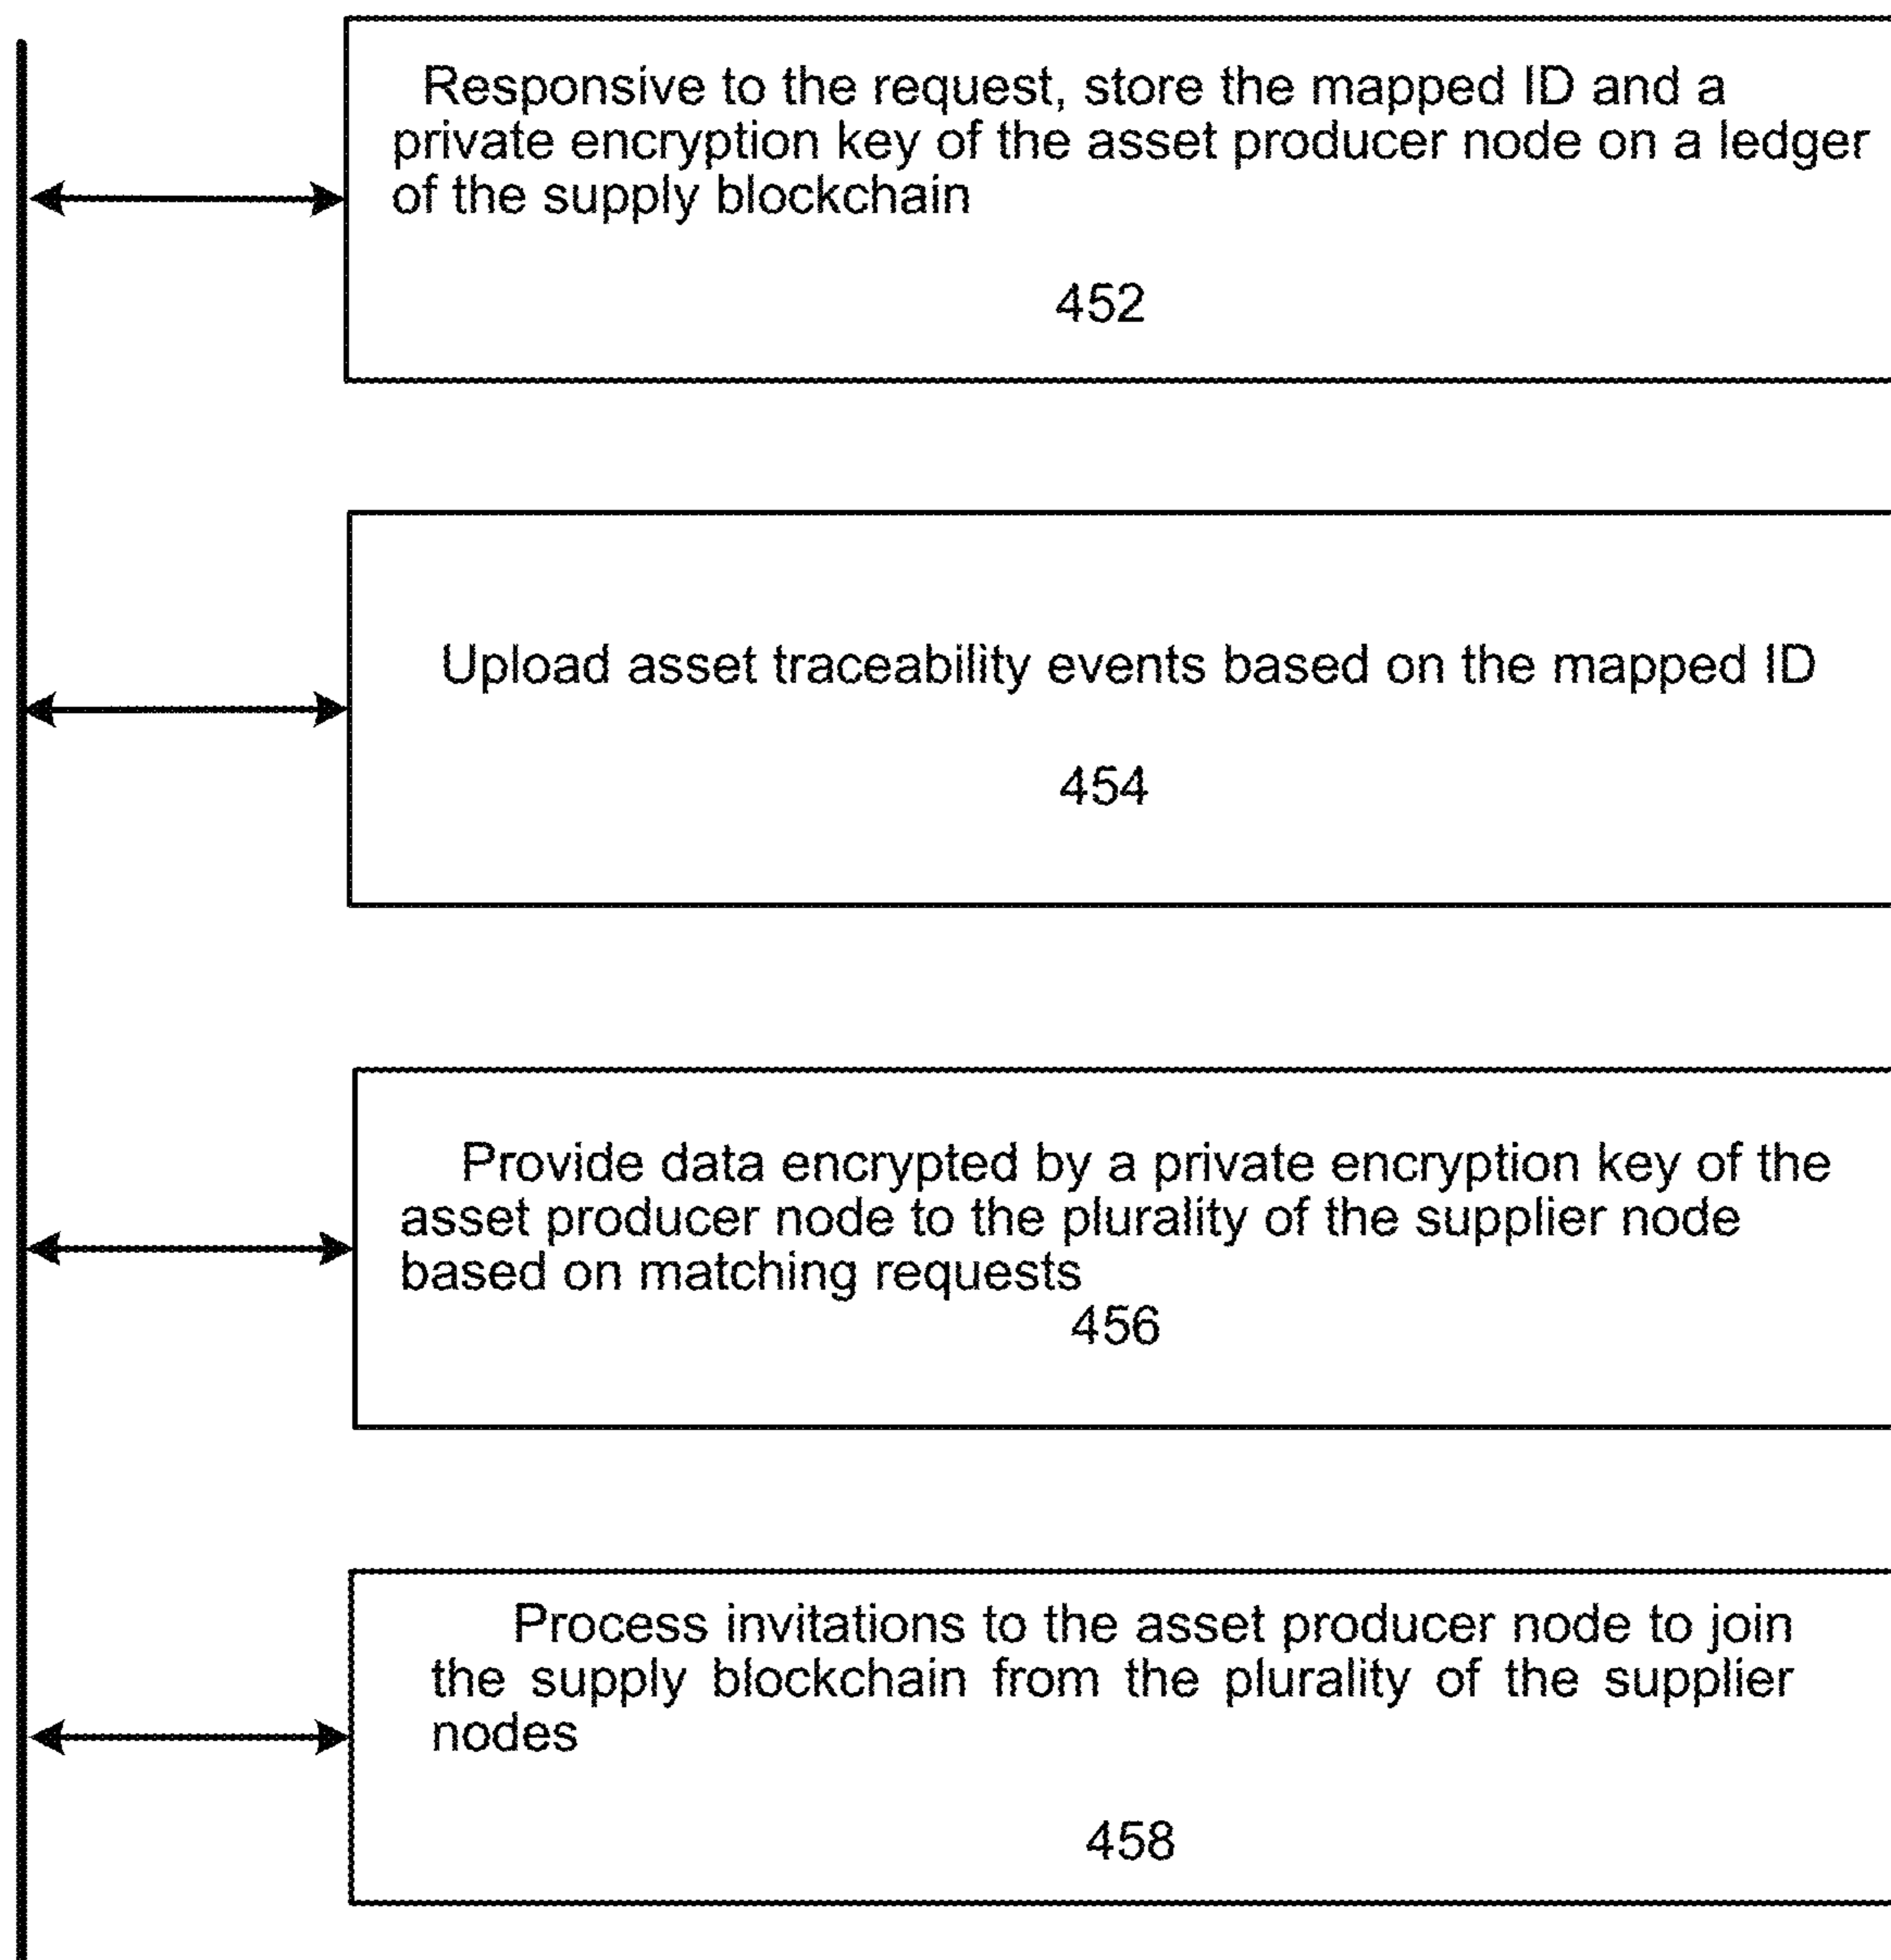 Responsive to the request, store the mapped ID and a
private encryption key of the asset producer node on a ledger
of the supply blockchain
452
Upload asset traceability events based on the mapped ID
454
Provide data encrypted by a private encryption key of the
asset producer node to the plurality of the supplier node
based on matching requests
456
Process invitations to the asset producer node to join
the supply blockchain from the plurality of the supplier
nodes
458